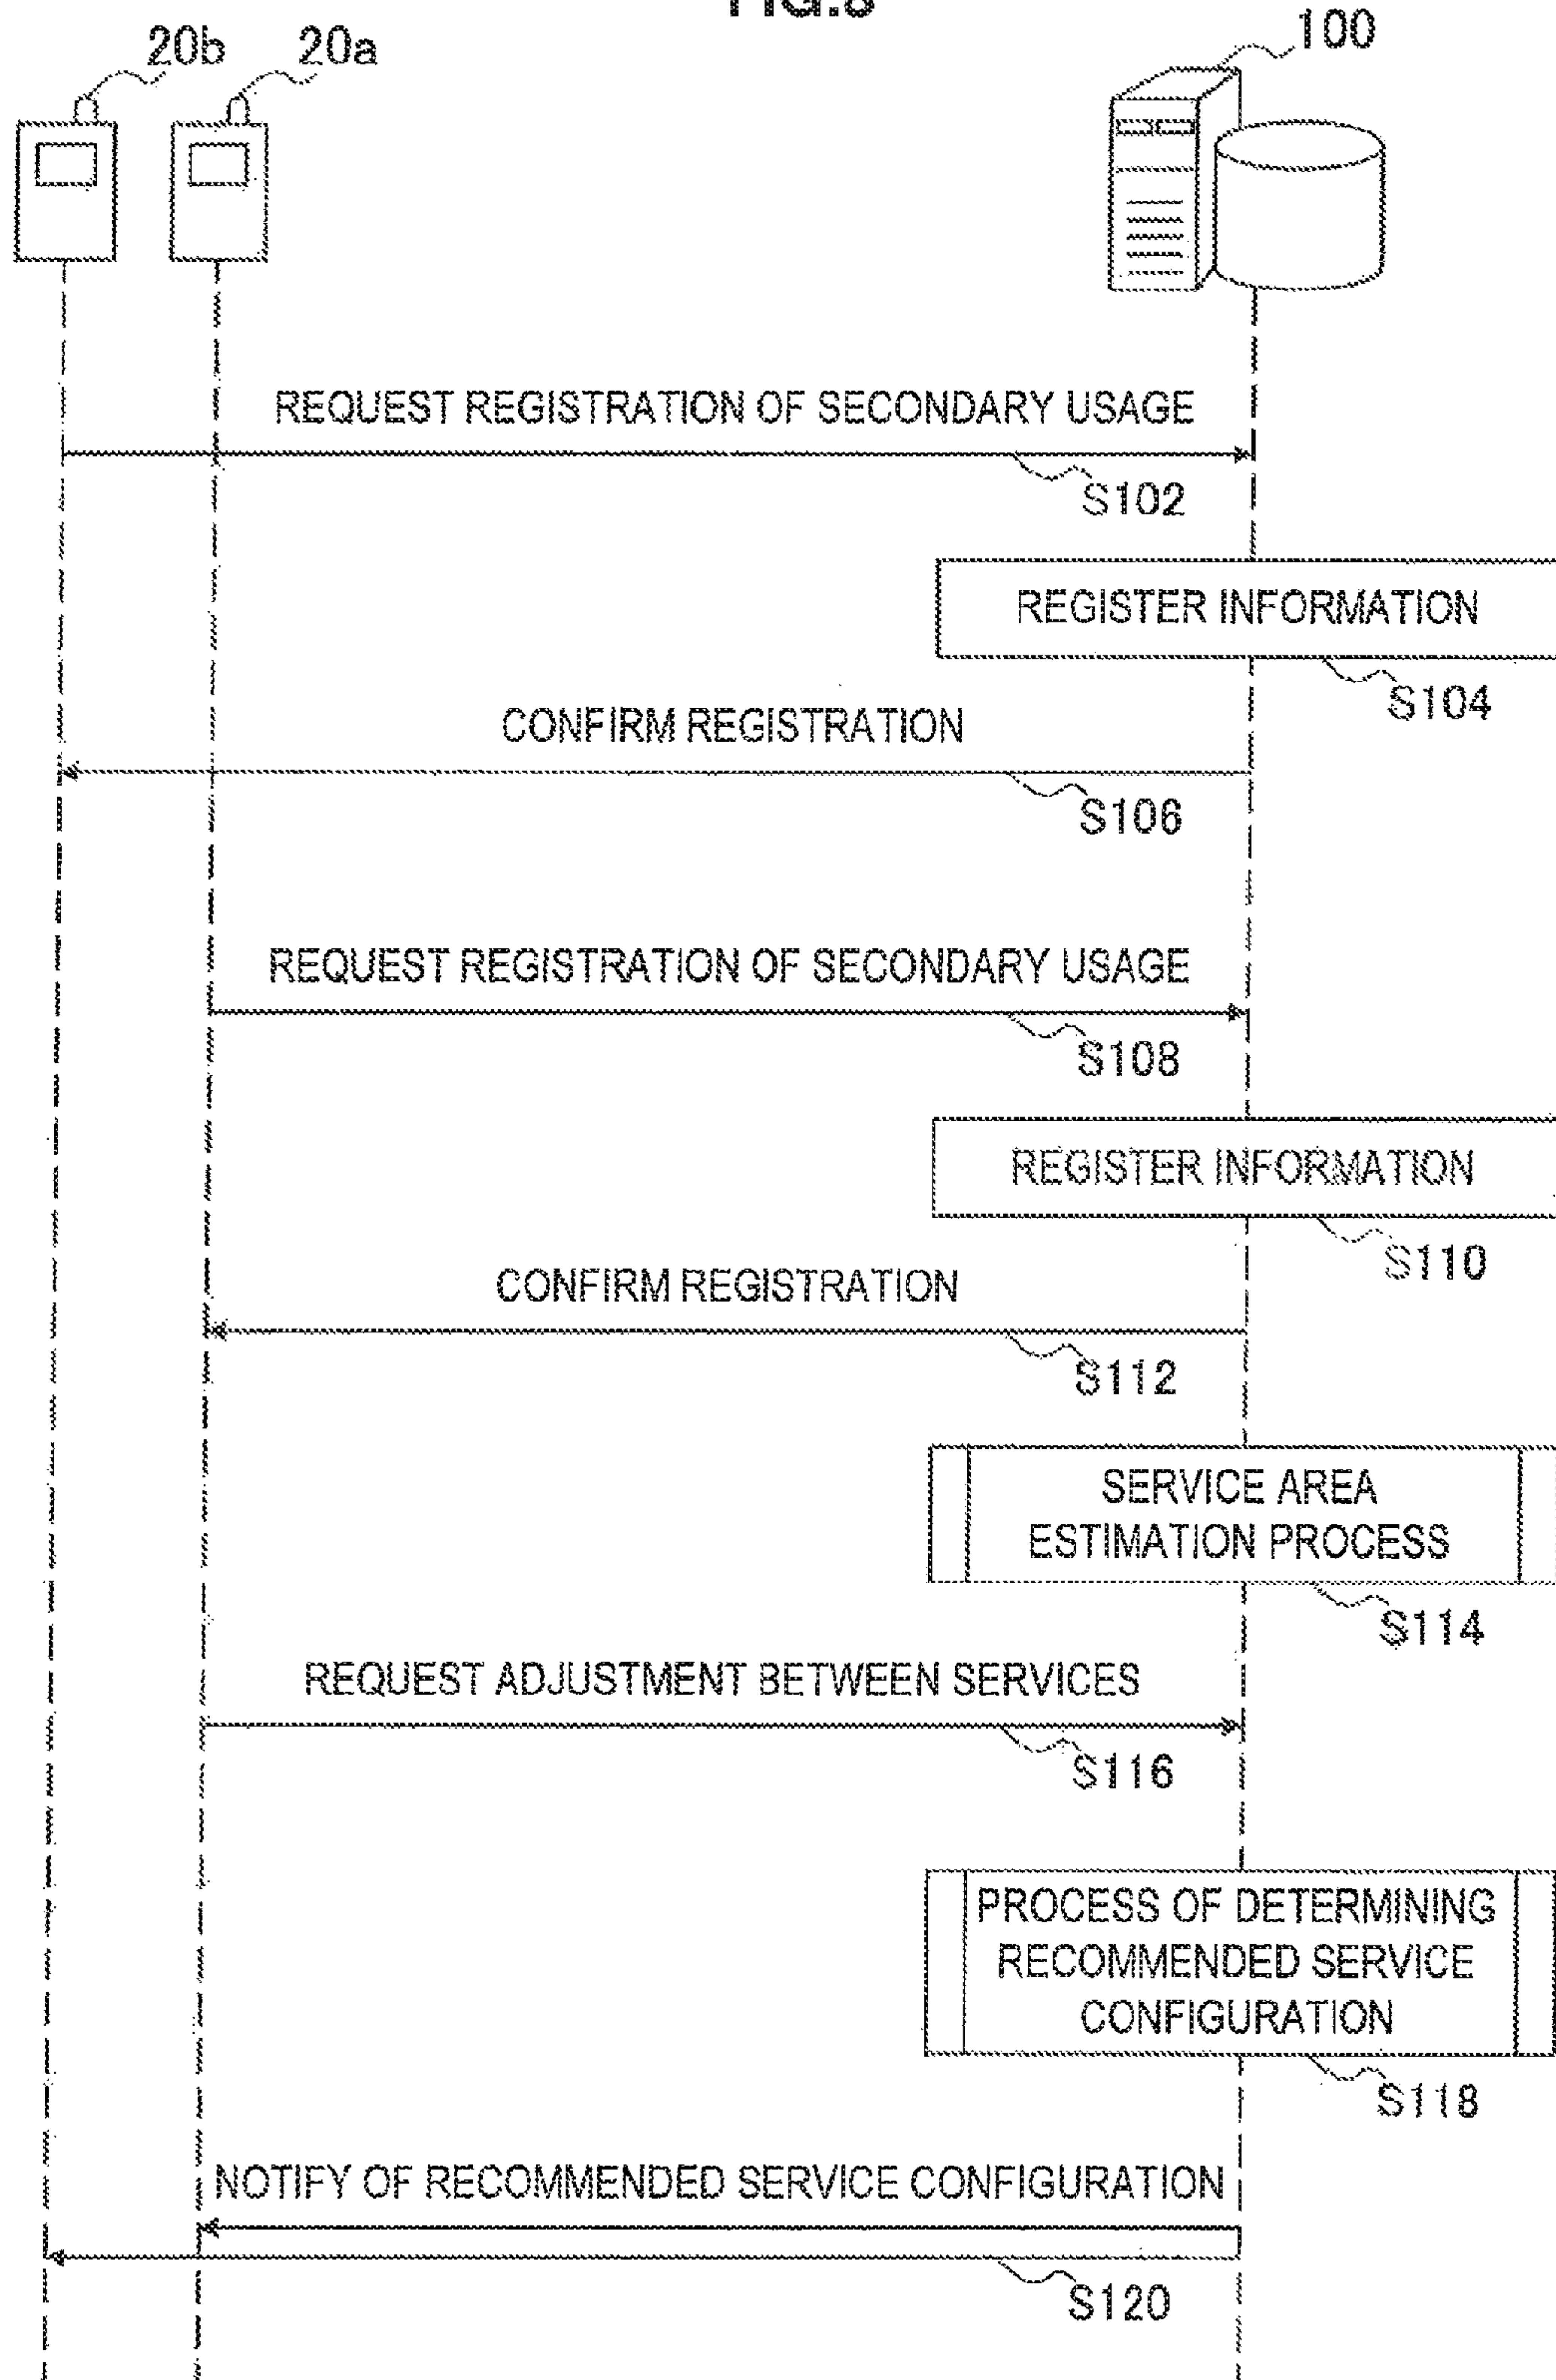 FIG.8
20b 20a 100
REQUEST REGISTRATION OF SECONDARY USAGE
S102
REGISTER INFORMATION
S104
CONFIRM REGISTRATION
S106
REQUEST REGISTRATION OF SECONDARY USAGE
S108
REGISTER INFORMATION
S110
CONFIRM REGISTRATION
S112
SERVICE AREA
ESTIMATION PROCESS
S114
REQUEST ADJUSTMENT BETWEEN SERVICES
S116
PROCESS OF DETERMINING
RECOMMENDED SERVICE
CONFIGURATION
S118
NOTIFY OF RECOMMENDED SERVICE CONFIGURATION
S120